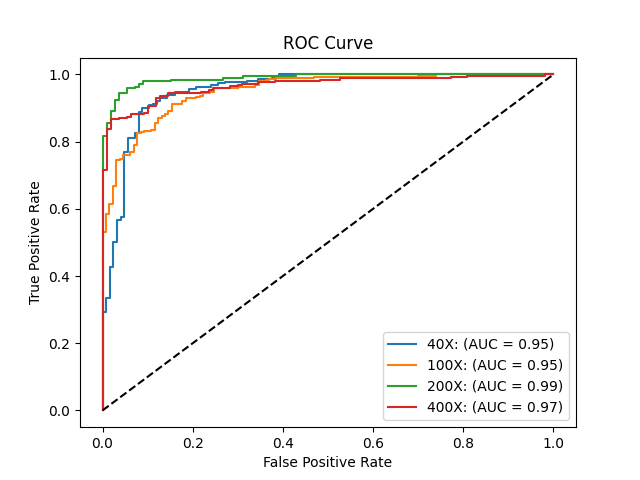 ROC Curve
True Positive Rate
1.0
0.8
0.6
0.4
0.2
0.0
0.0 0.2 0.4 0.6 0.8 1.0
False Positive Rate
40X: (AUC = 0.95)
100X: (AUC = 0.95)
200X: (AUC = 0.99)
400X: (AUC = 0.97)